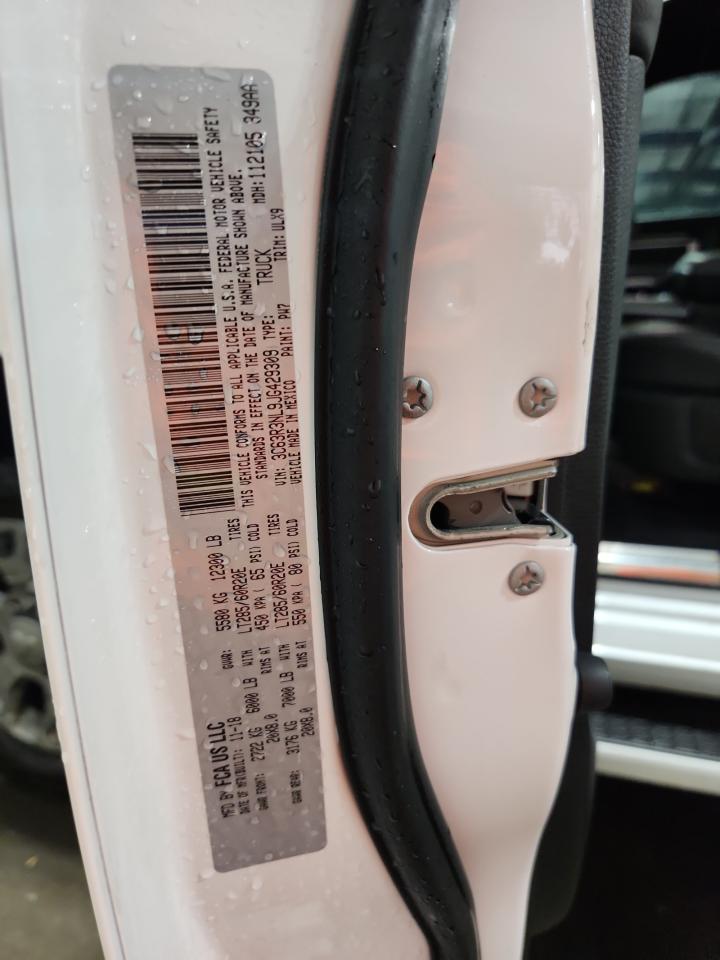 MFD BY FCA US LLC GVWR: 5580 KG 12300 LB
DATE OF MFR(BUILT): 11-18
GAWR FRONT: 2722 KG 6000 LB WITH LT285/60R20E TIRES
20X8.0 RIMS AT 450 KPA ( 65 PSI) COLD
GAWR REAR: 3176 KG 7000 LB WITH LT285/60R20E TIRES
20X8.0 RIMS AT 550 KPA ( 80 PSI) COLD
THIS VEHICLE CONFORMS TO ALL APPLICABLE U.S.A. FEDERAL MOTOR VEHICLE SAFETY
STANDARDS IN EFFECT ON THE DATE OF MANUFACTURE SHOWN ABOVE.
VIN: 3C63R3NL9JG429309 TYPE: TRUCK MDH: 112105 349AA
VEHICLE MADE IN MEXICO PAINT: PW7 TRIM: ULX9